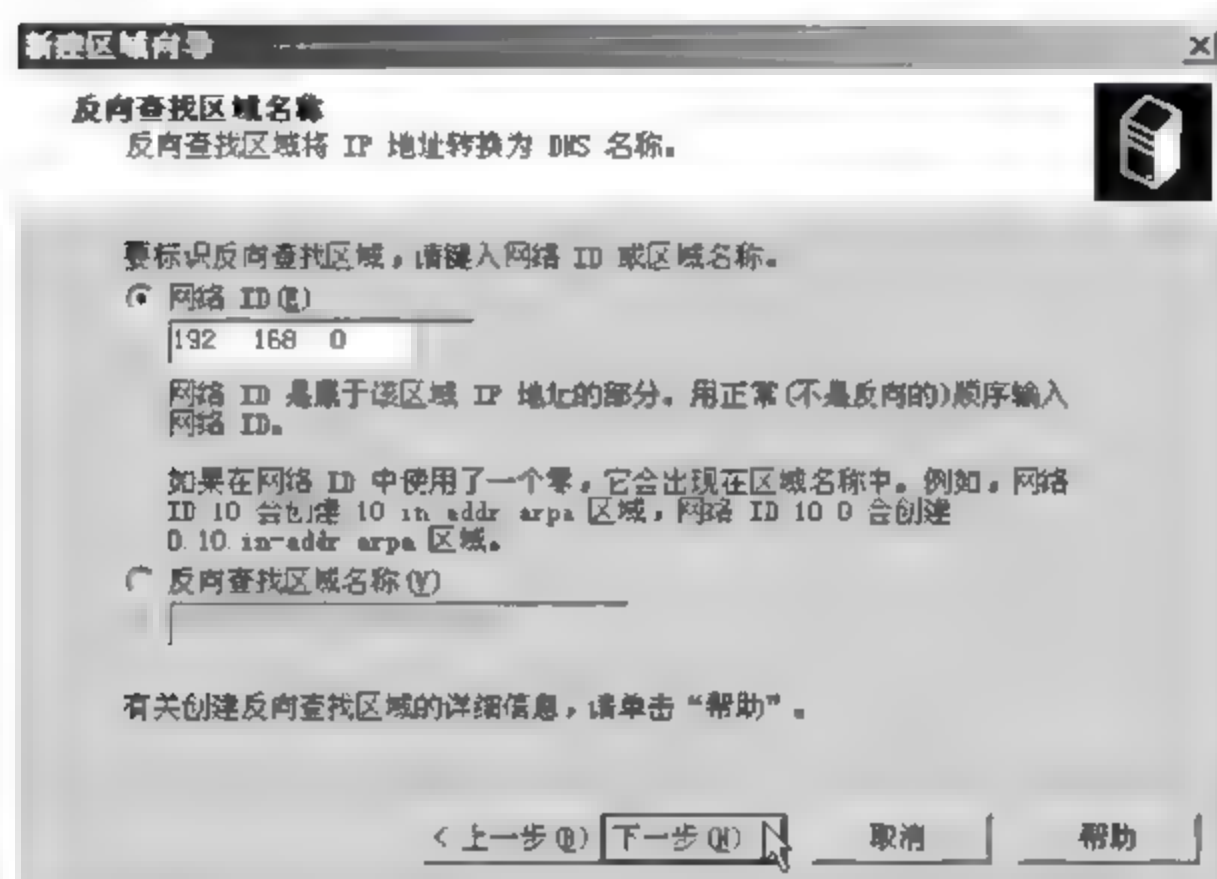 新建区域向导
反向查找区域名称
反向查找区域将 IP 地址转换为 DNS 名称。
要标识反向查找区域，请键入网络 ID 或区域名称。
网络 ID(E)
192 168 0
网络 ID 是属于该区域 IP 地址的部分。用正常(不是反向的)顺序输入
网络 ID。
如果在网络 ID 中使用了一个零，它会出现在区域名称中。例如，网络
ID 10 会创建 10 in addr arpa 区域，网络 ID 10 0 会创建
0.10.in-addr arpa 区域。
反向查找区域名称(V)
有关创建反向查找区域的详细信息，请单击“帮助”。
< 上一步(B) 下一步(N) 取消 帮助